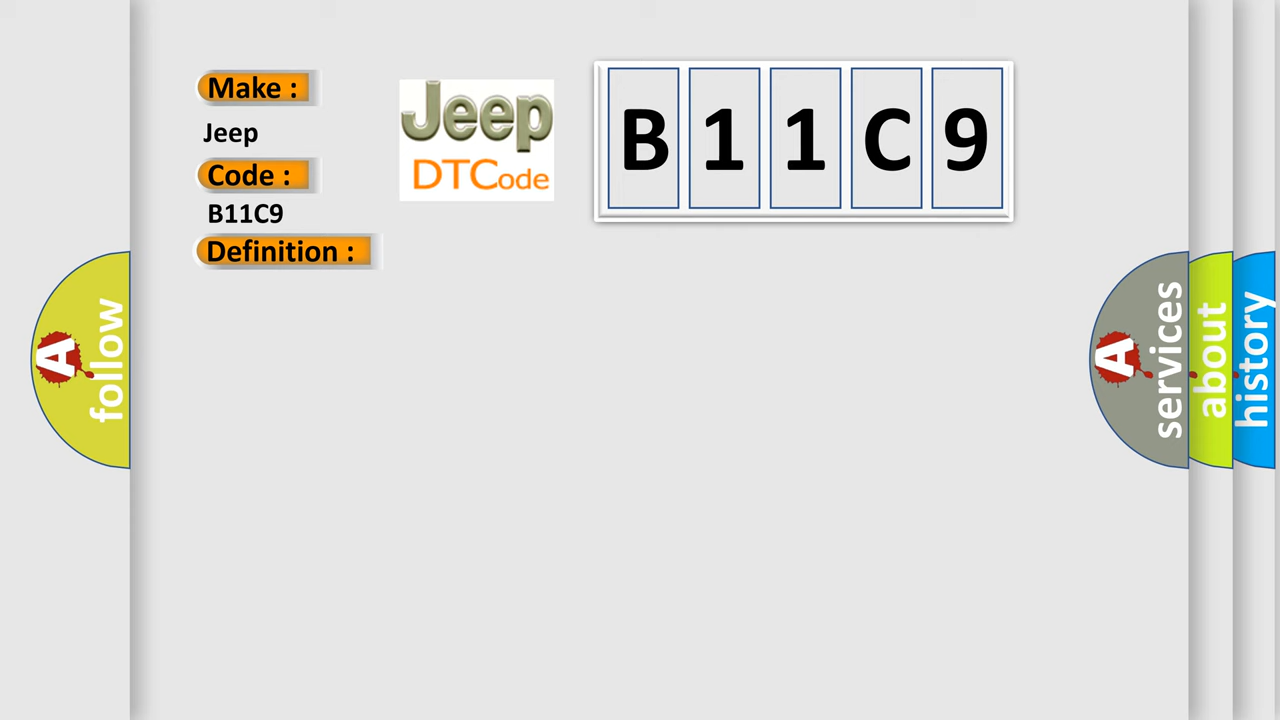 Make :
Jeep
Code :
B11C9
Definition :
Jeep
DTCode
B 1 1 C 9
A follow
A services
about
history